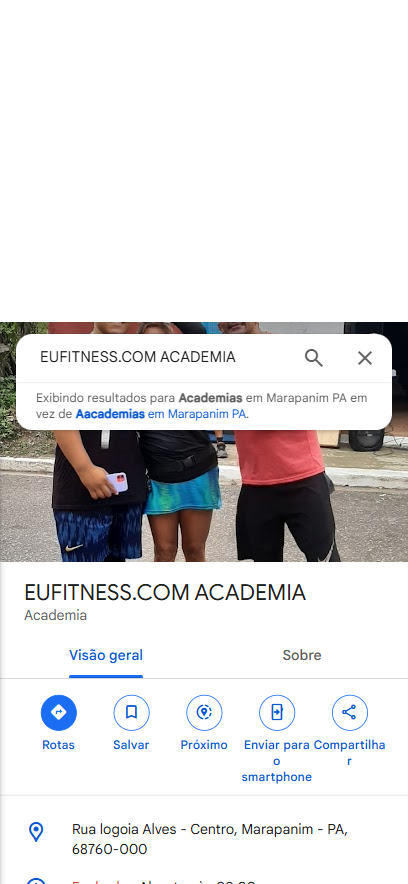 EUFITNESS.COM ACADEMIA
Exibindo resultados para Academias em Marapanim PA em
vez de Aacademias em Marapanim PA.
EUFITNESS.COM ACADEMIA
Academia
Visão geral
Sobre
Rotas
Salvar
Próximo
Enviar para
o
smartphone
Compartilha
r
Rua logoia Alves - Centro, Marapanim - PA,
68760-000